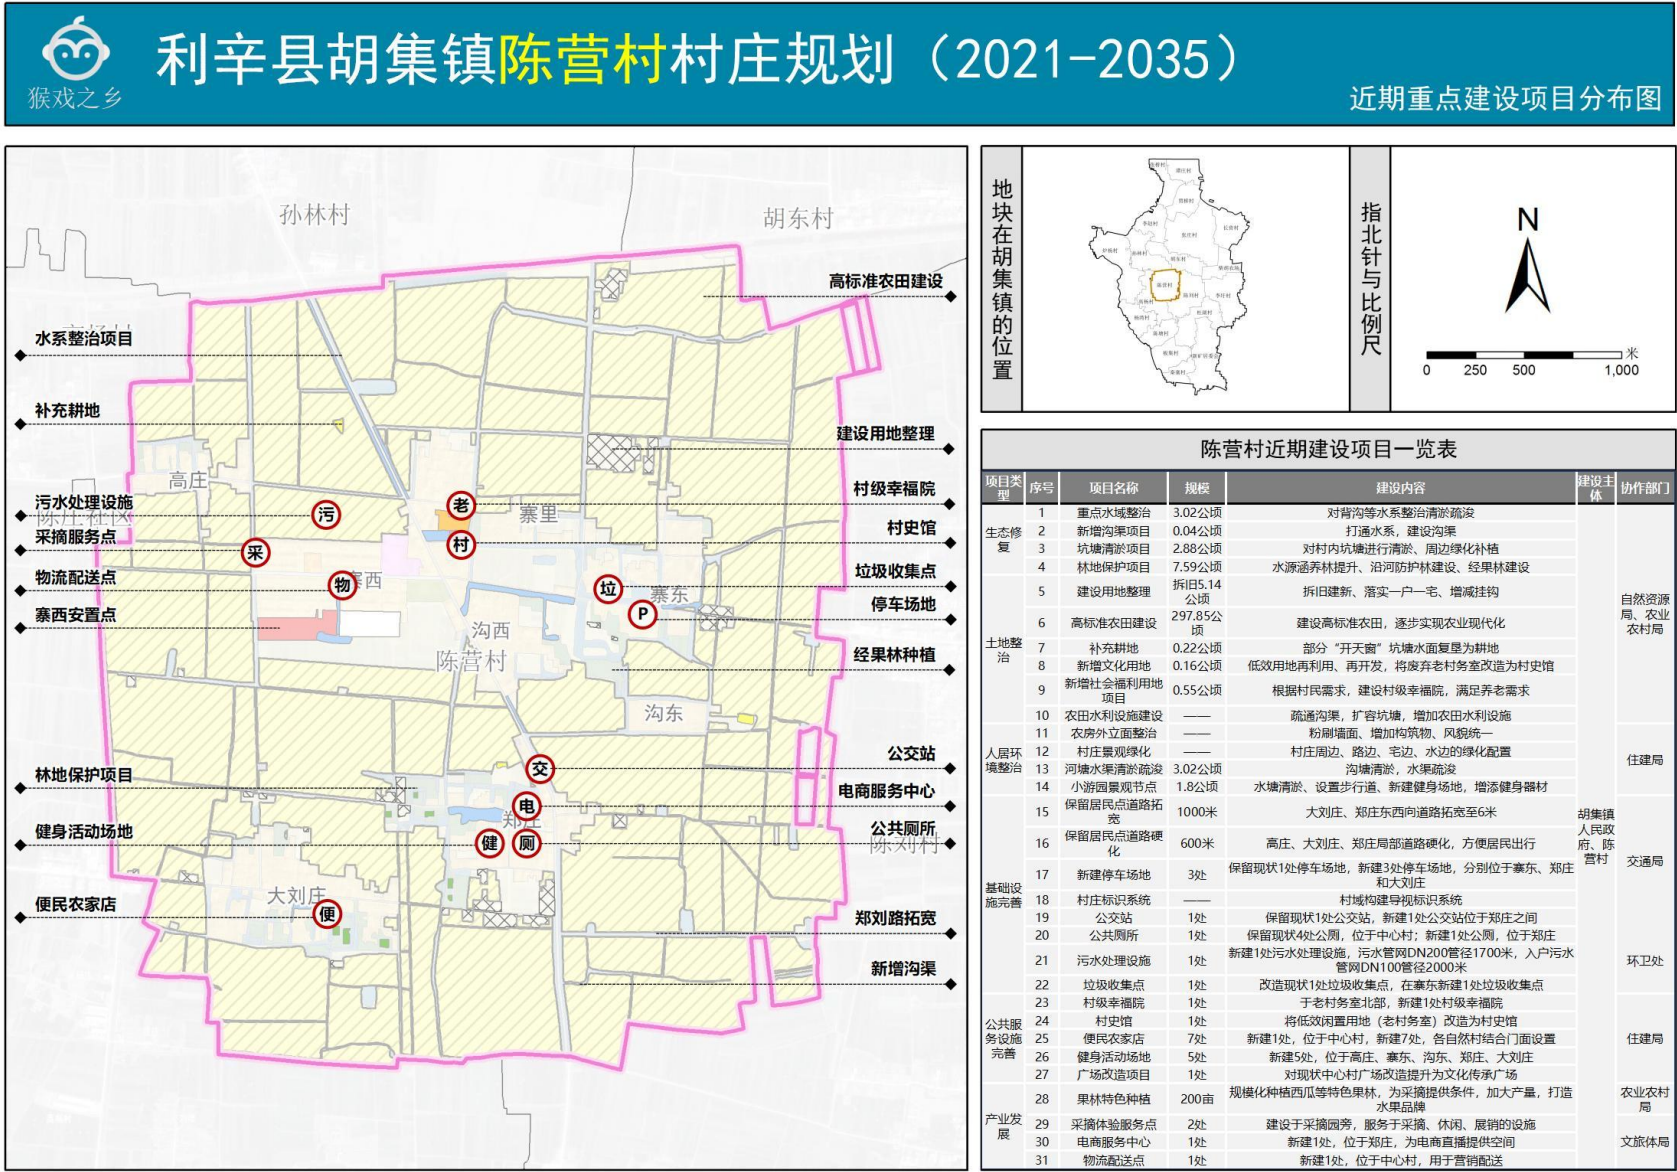 利辛县胡集镇陈营村村庄规划（2021-2035）
猴戏之乡
近期重点建设项目分布图
孙林村
胡东村
高标准农田建设
水系整治项目
补充耕地
建设用地整理
高庄
村级幸福院
污水处理设施
陈庄社区
污
老
寨里
村史馆
采摘服务点
采
村
垃圾收集点
物流配送点
物
寨西
垃
寨东
停车场地
寨西安置点
P
沟西
陈营村
经果林种植
沟东
公交站
交
林地保护项目
电商服务中心
电
郑庄
公共厕所
健身活动场地
健
厕
陈刘村
大刘庄
便民农家店
便
郑刘路拓宽
新增沟渠
地块在胡集镇的位置
陈营村
指北针与比例尺
N
米
0 250 500 1,000
陈营村近期建设项目一览表
项目类型 序号 项目名称 规模 建设内容 建设主体 协作部门
生态修复
1 重点水域整治 3.02公顷 对背沟等水系整治清淤疏浚
2 新增沟渠项目 0.04公顷 打通水系，建设沟渠
3 坑塘清淤项目 2.88公顷 对村内坑塘进行清淤、周边绿化补植
4 林地保护项目 7.59公顷 水源涵养林提升、沿河防护林建设、经果林建设
土地整治
5 建设用地整理 拆旧5.14公顷 拆旧建新、落实一户一宅、增减挂钩
6 高标准农田建设 297.85公顷 建设高标准农田，逐步实现农业现代化
7 补充耕地 0.22公顷 部分“开天窗”坑塘水面复垦为耕地
8 新增文化用地 0.16公顷 低效用地再利用、再开发，将废弃老村务室改造为村史馆
9 新增社会福利用地项目 0.55公顷 根据村民需求，建设村级幸福院，满足养老需求
10 农田水利设施建设 —— 疏通沟渠，扩容坑塘，增加农田水利设施
自然资源局、农业农村局
人居环境整治
11 农房外立面整治 —— 粉刷墙面、增加构筑物、风貌统一
12 村庄景观绿化 —— 村庄周边、路边、宅边、水边的绿化配置
13 河塘水渠清淤疏浚 3.02公顷 沟塘清淤，水渠疏浚
14 小游园景观节点 1.8公顷 水塘清淤、设置步行道、新建健身场地，增添健身器材
住建局
基础设施完善
15 保留居民点道路拓宽 1000米 大刘庄、郑庄东西向道路拓宽至6米
16 保留居民点道路硬化 600米 高庄、大刘庄、郑庄局部道路硬化，方便居民出行
17 新建停车场地 3处 保留现状1处停车场地，新建3处停车场地，分别位于寨东、郑庄和大刘庄
18 村庄标识系统 —— 村域构建导视标识系统
19 公交站 1处 保留现状1处公交站，新建1处公交站位于郑庄之间
20 公共厕所 1处 保留现状4处公厕，位于中心村；新建1处公厕，位于郑庄
21 污水处理设施 1处 新建1处污水处理设施，污水管网DN200管径1700米，入户污水管网DN100管径2000米
22 垃圾收集点 1处 改造现状1处垃圾收集点，在寨东新建1处垃圾收集点
交通局
环卫处
胡集镇人民政府、陈营村
公共服务设施完善
23 村级幸福院 1处 于老村务室北部，新建1处村级幸福院
24 村史馆 1处 将低效闲置用地（老村务室）改造为村史馆
25 便民农家店 7处 新建1处，位于中心村，新建7处，各自然村结合门面设置
26 健身活动场地 5处 新建5处，位于高庄、寨东、沟东、郑庄、大刘庄
27 广场改造项目 1处 对现状中心村广场改造提升为文化传承广场
住建局
产业发展
28 果林特色种植 200亩 规模化种植西瓜等特色果林，为采摘提供条件，加大产量，打造水果品牌
29 采摘体验服务点 2处 建设于采摘园旁，服务于采摘、休闲、展销的设施
30 电商服务中心 1处 新建1处，位于郑庄，为电商直播提供空间
31 物流配送点 1处 新建1处，位于中心村，用于营销配送
农业农村局
文旅体局